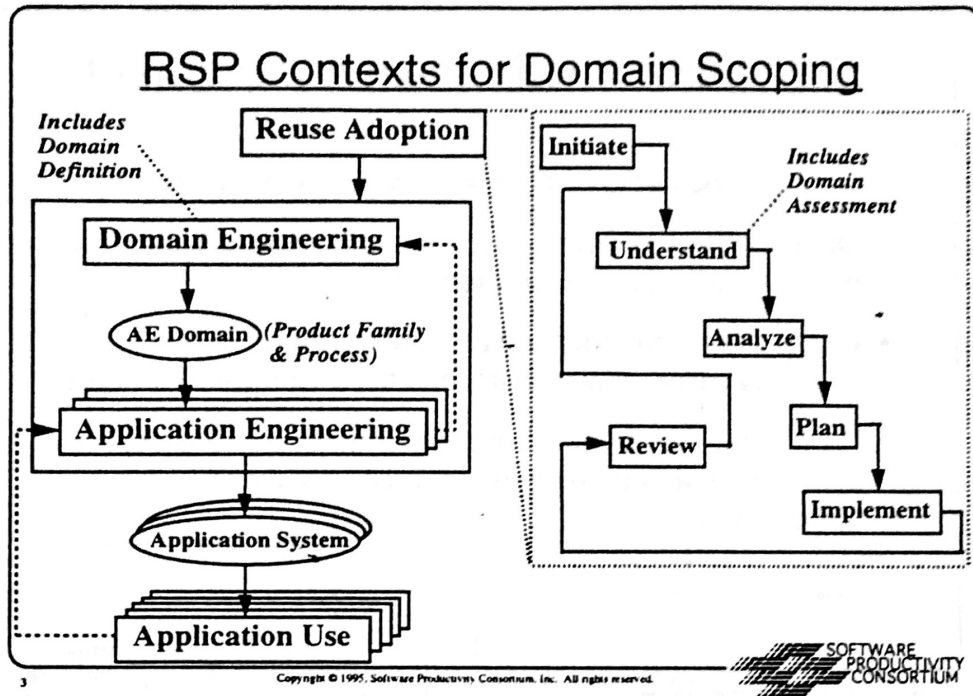 RSP Contexts for Domain Scoping
Includes
Domain
Definition
Reuse Adoption
Domain Engineering
AE Domain
(Product Family
& Process)
Application Engineering
Application System
Application Use
Initiate
Includes
Domain
Assessment
Understand
Analyze
Plan
Review
Implement
3
Copyright © 1995, Software Productivity Consortium, Inc. All rights reserved.
SOFTWARE
PRODUCTIVITY
CONSORTIUM